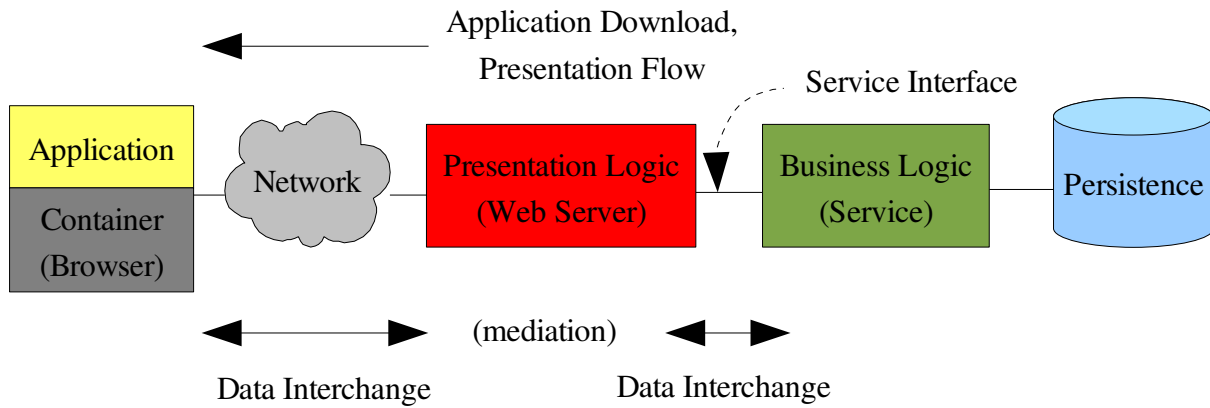 Application Download,
Presentation Flow
Service Interface
Application
Container
(Browser)
Network
Presentation Logic
(Web Server)
Business Logic
(Service)
Persistence
(mediation)
Data Interchange
Data Interchange